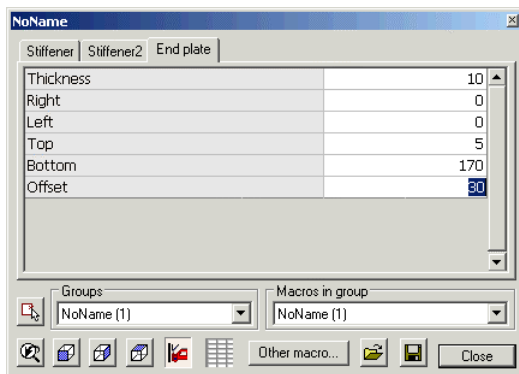 NoName
Stiffener Stiffener2 End plate
Thickness 10
Right 0
Left 0
Top 5
Bottom 170
Offset 30
Groups Macros in group
NoName (1) NoName (1)
Other macro... Close